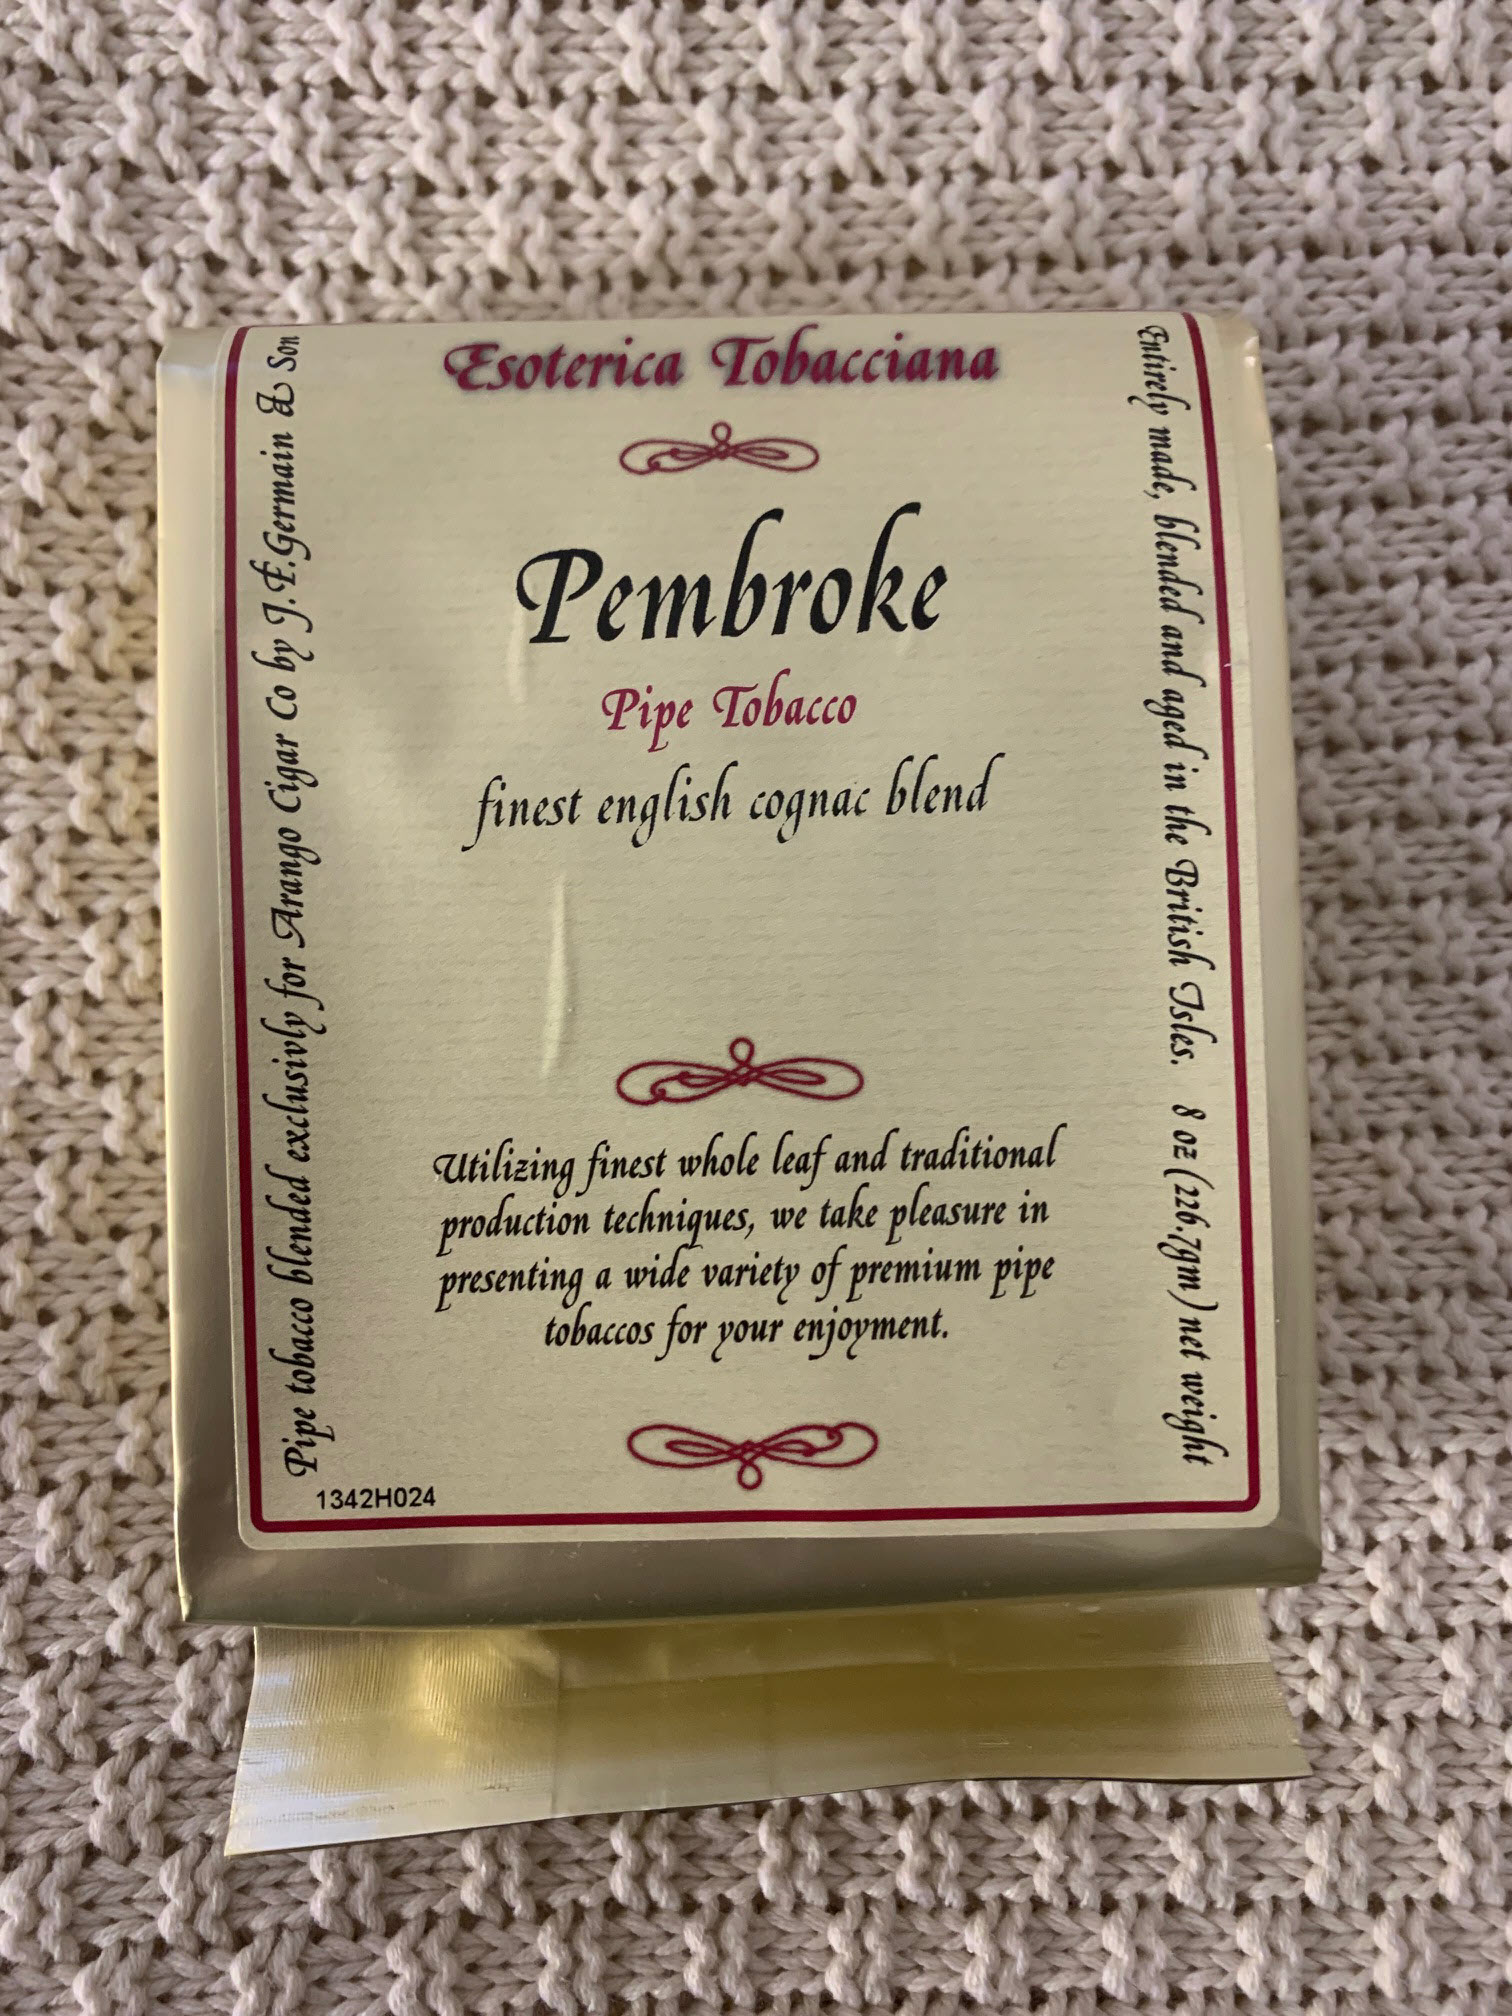 Esoterica Tobacciana
Pembroke
Pipe Tobacco
finest english cognac blend
Utilizing finest whole leaf and traditional
production techniques, we take pleasure in
presenting a wide variety of premium pipe
tobaccos for your enjoyment.
Pipe tobacco blended exclusivly for Arango Cigar Co by J.F.Germain & Son
Entirely made, blended and aged in the British Isles. 8 oz (226.7gm) net weight
1342H024